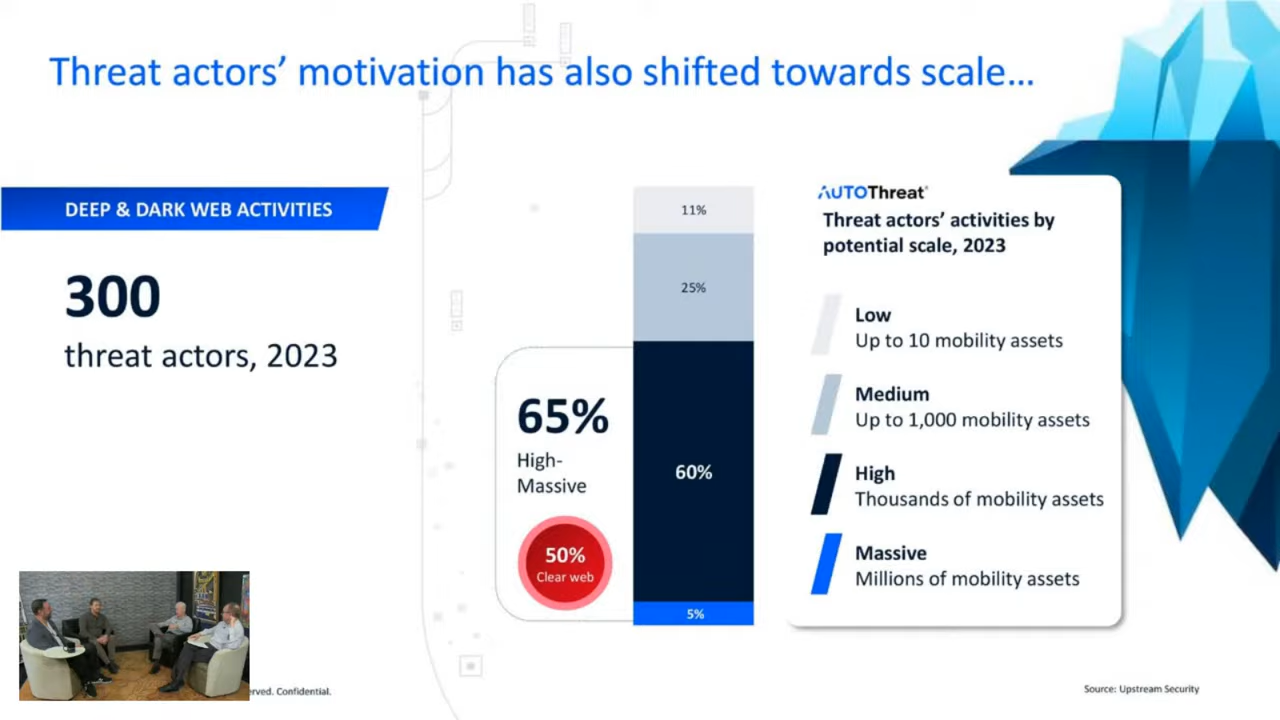 Threat actors’ motivation has also shifted towards scale…
DEEP & DARK WEB ACTIVITIES
300
threat actors, 2023
65%
High-
Massive
50%
Clear web
11%
25%
60%
5%
AUTOThreat®
Threat actors’ activities by
potential scale, 2023
Low
Up to 10 mobility assets
Medium
Up to 1,000 mobility assets
High
Thousands of mobility assets
Massive
Millions of mobility assets
rved. Confidential.
Source: Upstream Security